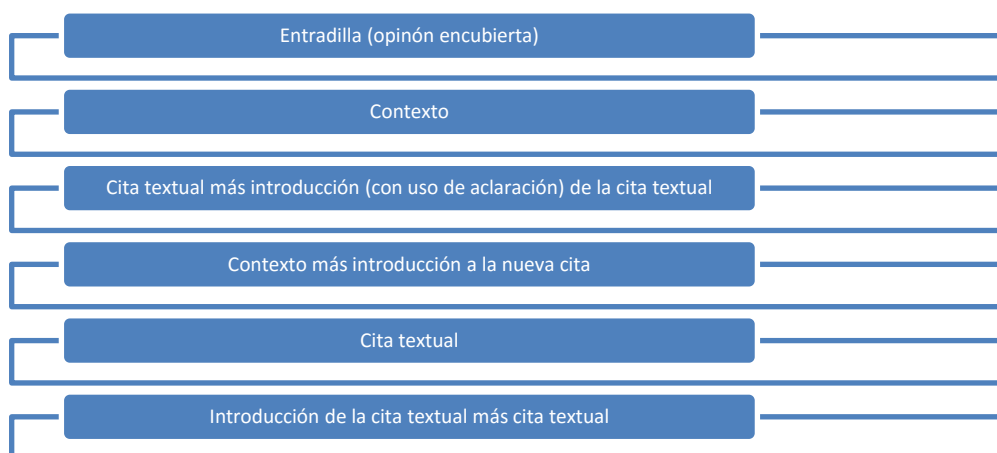 Entradilla (opinón encubierta)
Contexto
Cita textual más introducción (con uso de aclaración) de la cita textual
Contexto más introducción a la nueva cita
Cita textual
Introducción de la cita textual más cita textual